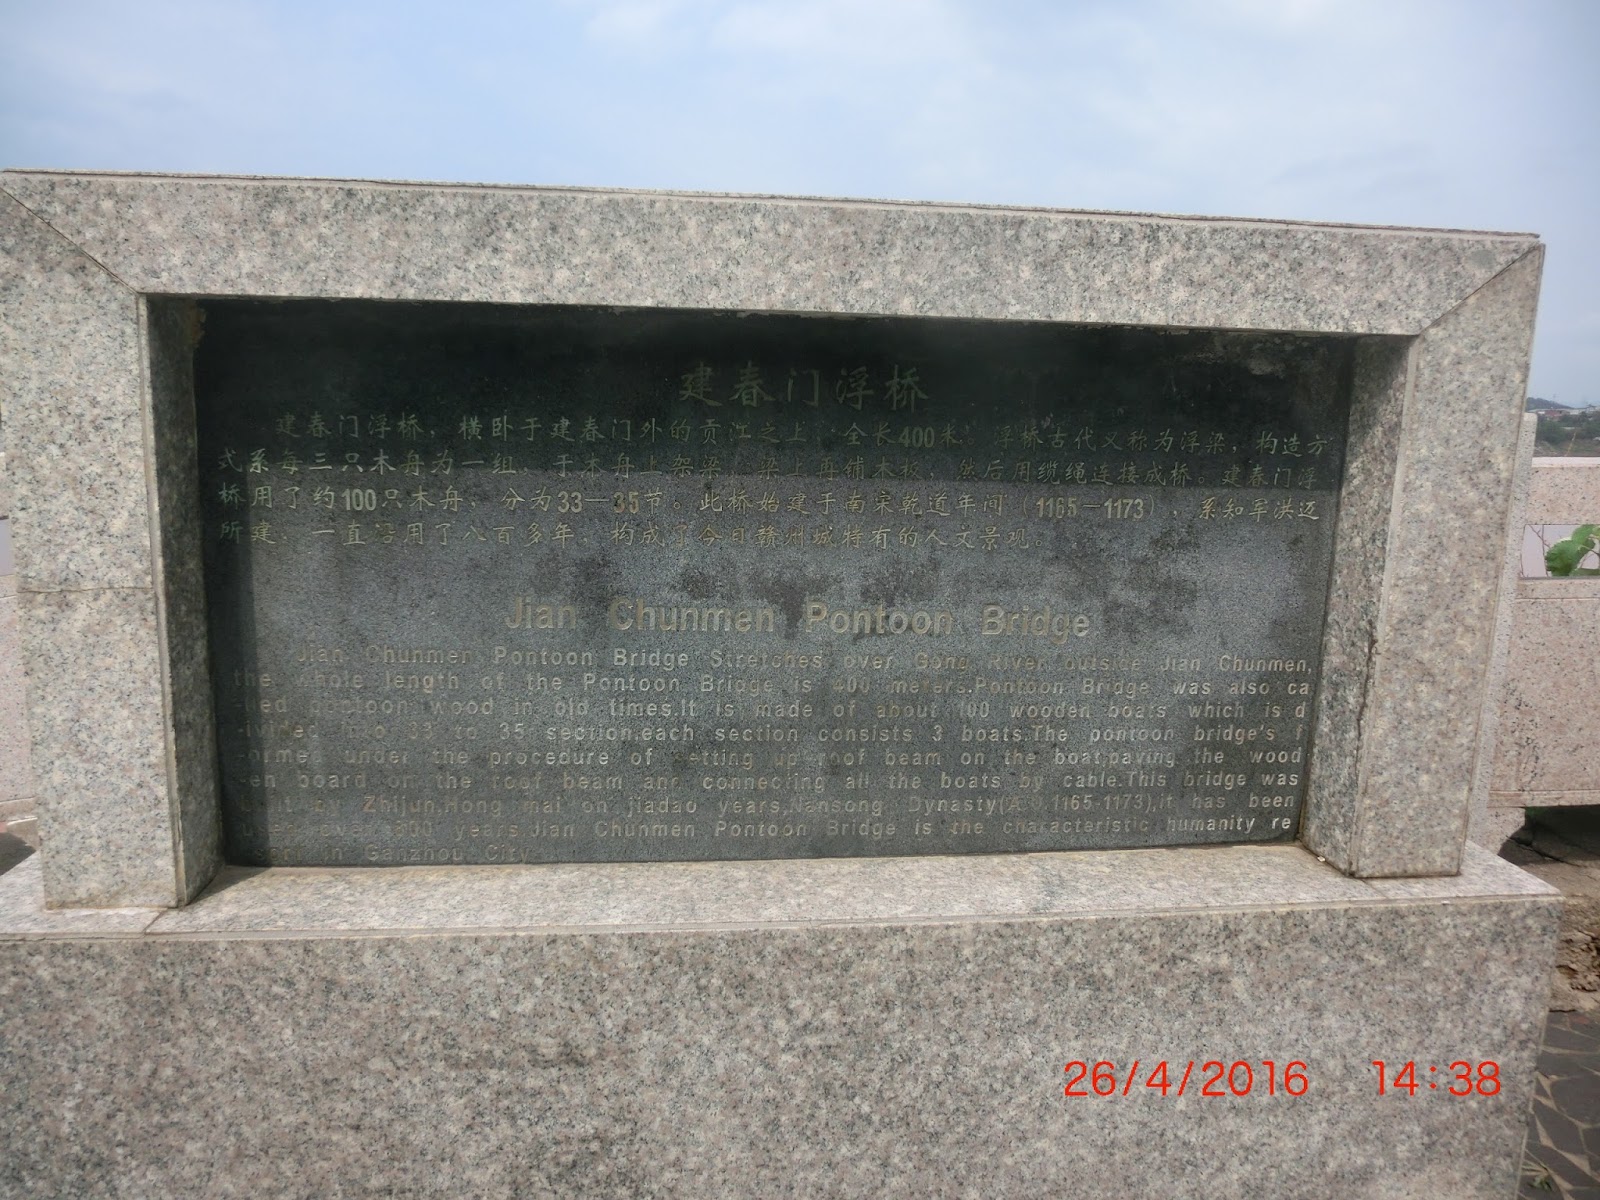 建春门浮桥
建春门浮桥，横卧于建春门外的贡江之上，全长400米。浮桥古代又称为浮梁，构造方
式系每三只木舟为一组，于木舟上架梁，梁上再铺木板，然后用缆绳连接成桥。建春门浮
桥用了约100只木舟，分为33—35节。此桥始建于南宋乾道年间（1165－1173），系知军洪迈
所建，一直沿用了八百多年，构成了今日赣州城特有的人文景观。
Jian Chunmen Pontoon Bridge
Jian Chunmen Pontoon Bridge Stretches over Gong River outside Jian Chunmen,
the whole length of the Pontoon Bridge is 400 meters.Pontoon Bridge was also ca
-lled pontoon wood in old times.It is made of about 100 wooden boats which is d
-ivided into 33 to 35 section,each section consists 3 boats.The pontoon bridge's f
-ormed under the procedure of setting up roof beam on the boat,paving the wood
-en board on the roof beam and connecting all the boats by cable.This bridge was
built by Zhijun,Hong mai on jiadao years,Nansong Dynasty(A.D,1165-1173),it has been
used over 800 years.Jian Chunmen Pontoon Bridge is the characteristic humanity re
in Ganzhou City
26/4/2016 14:38